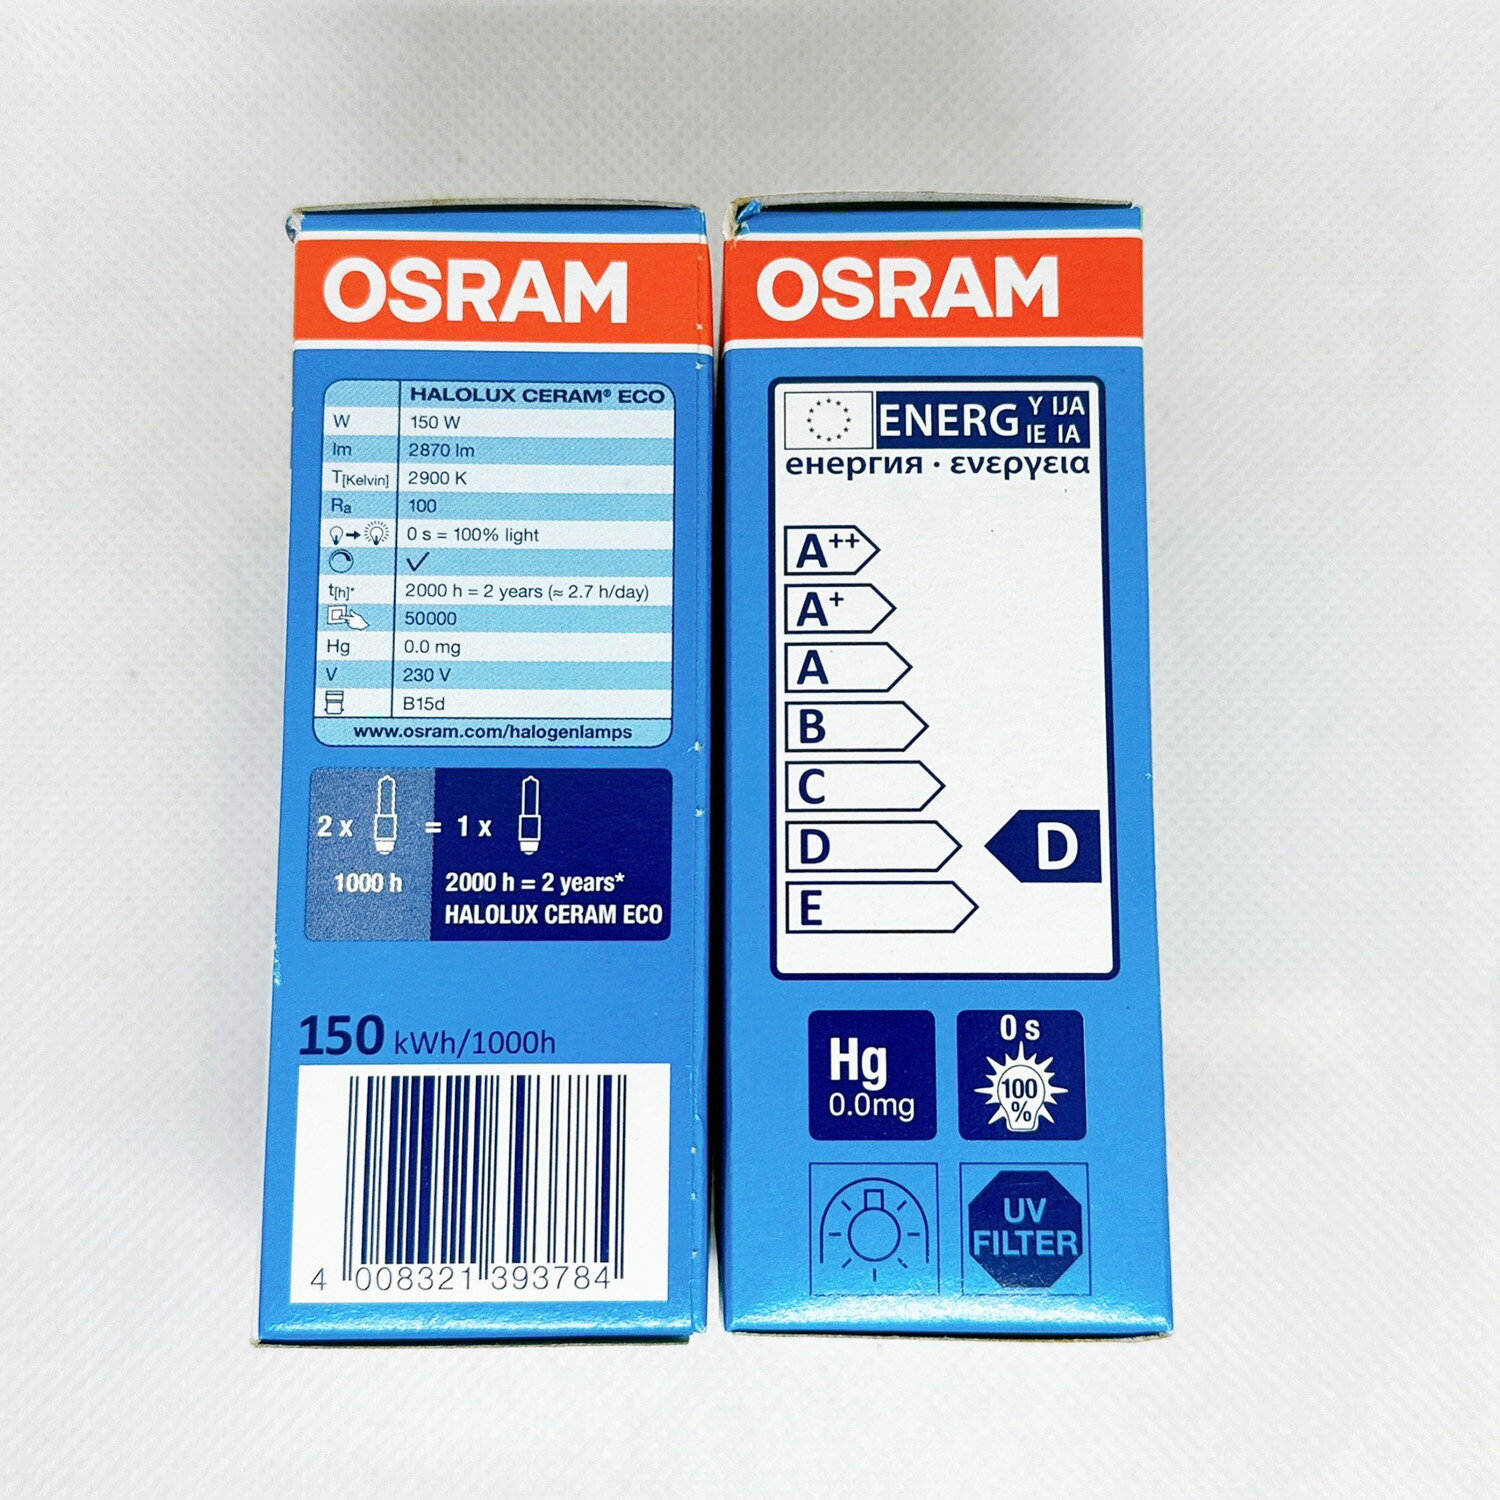 OSRAM
HALOLUX CERAM® ECO
W 150 W
lm 2870 lm
T[Kelvin] 2900 K
Ra 100
0 s = 100% light
✓
t[h]* 2000 h = 2 years (≈ 2.7 h/day)
50000
Hg 0.0 mg
V 230 V
B15d
www.osram.com/halogenlamps
2 x = 1 x
1000 h 2000 h = 2 years*
HALOLUX CERAM ECO
150 kWh/1000h
4 008321 393784
OSRAM
ENERG Y IJA
IE IA
енергия · ενεργεια
A++
A+
A
B
C
D D
E
Hg
0.0mg
0 s
100
%
UV
FILTER